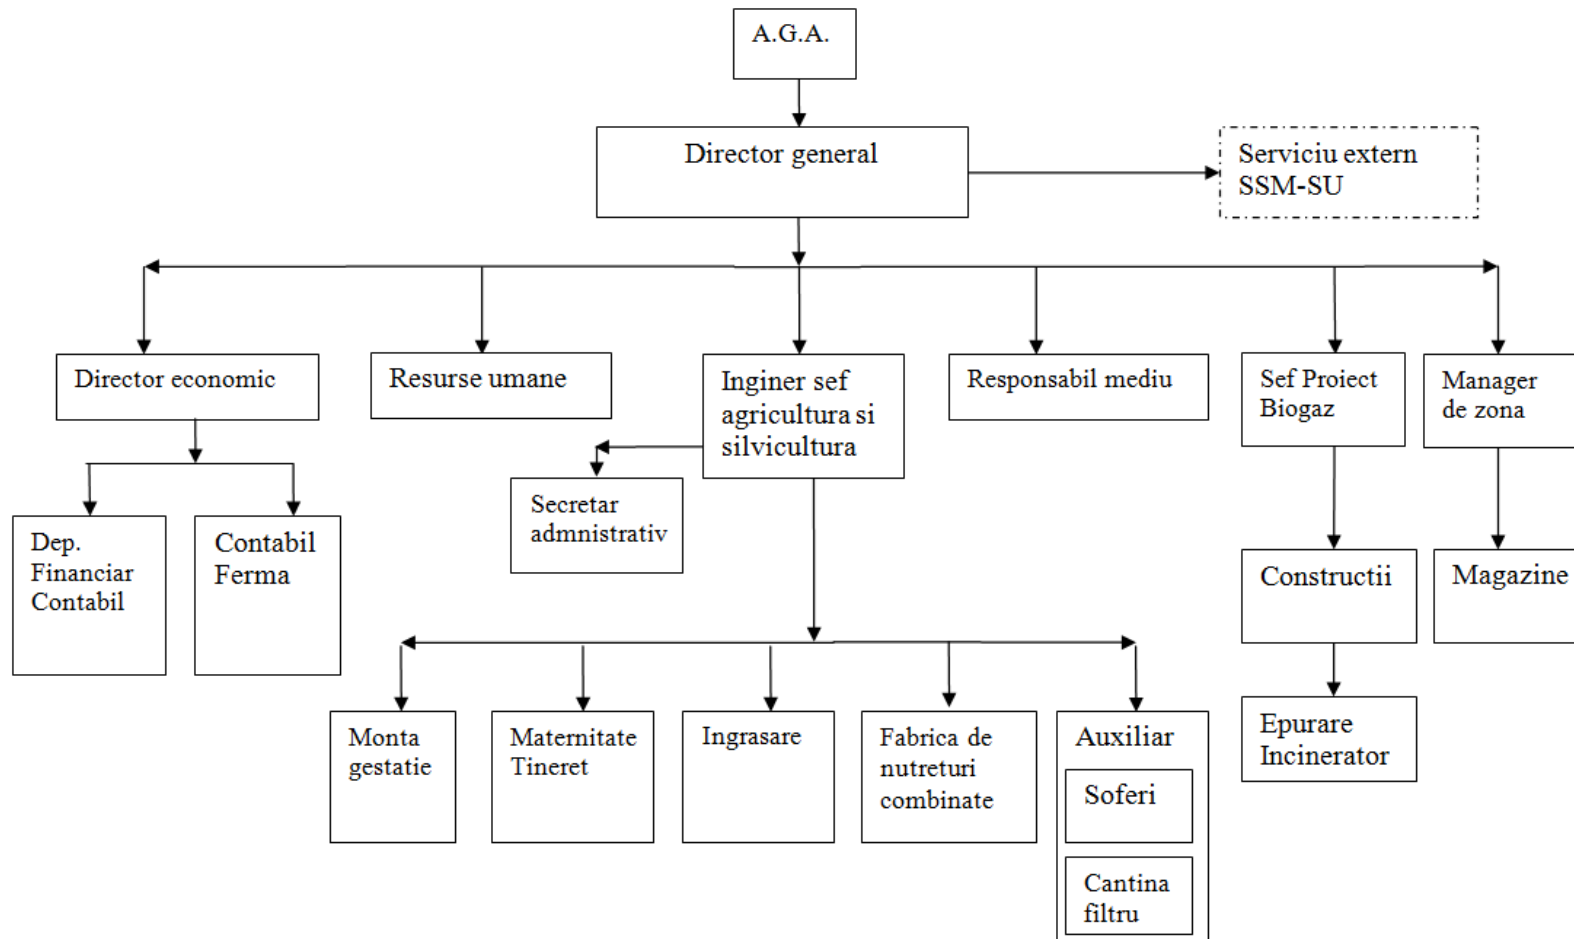 A.G.A.
Director general
Serviciu extern
SSM-SU
Director economic
Resurse umane
Inginer sef
agricultura si
silvicultura
Responsabil mediu
Sef Proiect
Biogaz
Manager
de zona
Secretar
admnistrativ
Dep.
Financiar
Contabil
Contabil
Ferma
Constructii
Magazine
Monta
gestatie
Maternitate
Tineret
Ingrasare
Fabrica de
nutreturi
combinate
Auxiliar
Soferi
Cantina
filtru
Epurare
Incinerator